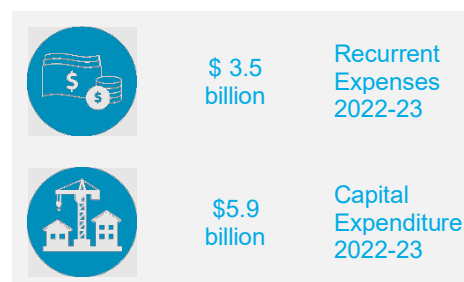 $ 3.5
billion
Recurrent
Expenses
2022-23
$5.9
billion
Capital
Expenditure
2022-23